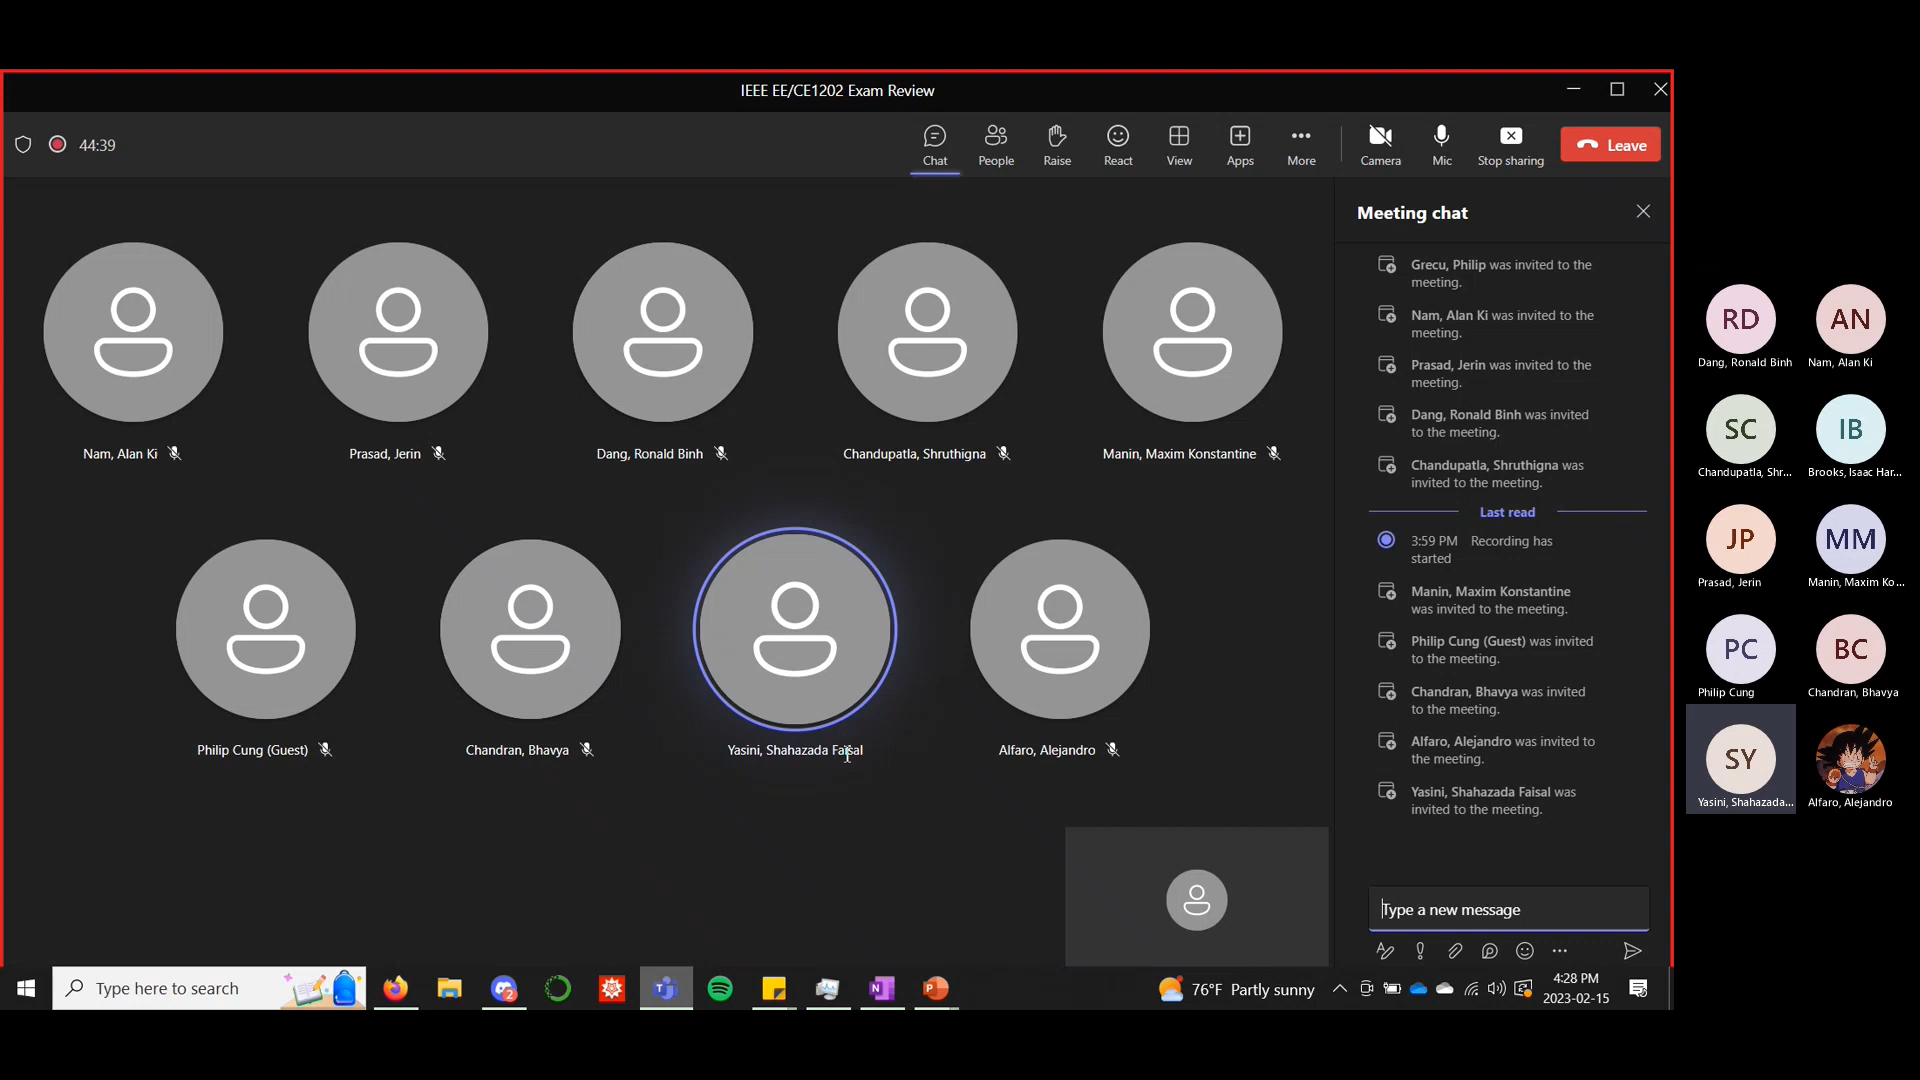 IEEE EE/CE1202 Exam Review
44:39
Chat
People
Raise
React
View
Apps
More
Camera
Mic
Stop sharing
Leave
Nam, Alan Ki
Prasad, Jerin
Dang, Ronald Binh
Chandupatla, Shruthigna
Manin, Maxim Konstantine
Philip Cung (Guest)
Chandran, Bhavya
Yasini, Shahazada Faisal
Alfaro, Alejandro
Meeting chat
Grecu, Philip was invited to the
meeting.
Nam, Alan Ki was invited to the
meeting.
Prasad, Jerin was invited to the
meeting.
Dang, Ronald Binh was invited
to the meeting.
Chandupatla, Shruthigna was
invited to the meeting.
Last read
3:59 PM Recording has
started
Manin, Maxim Konstantine
was invited to the meeting.
Philip Cung (Guest) was invited
to the meeting.
Chandran, Bhavya was invited
to the meeting.
Alfaro, Alejandro was invited to
the meeting.
Yasini, Shahazada Faisal was
invited to the meeting.
Type a new message
RD
Dang, Ronald Binh
AN
Nam, Alan Ki
SC
Chandupatla, Shr...
IB
Brooks, Isaac Har...
JP
Prasad, Jerin
MM
Manin, Maxim Ko...
PC
Philip Cung
BC
Chandran, Bhavya
SY
Yasini, Shahazada...
Alfaro, Alejandro
Type here to search
2
76°F Partly sunny
4:28 PM
2023-02-15